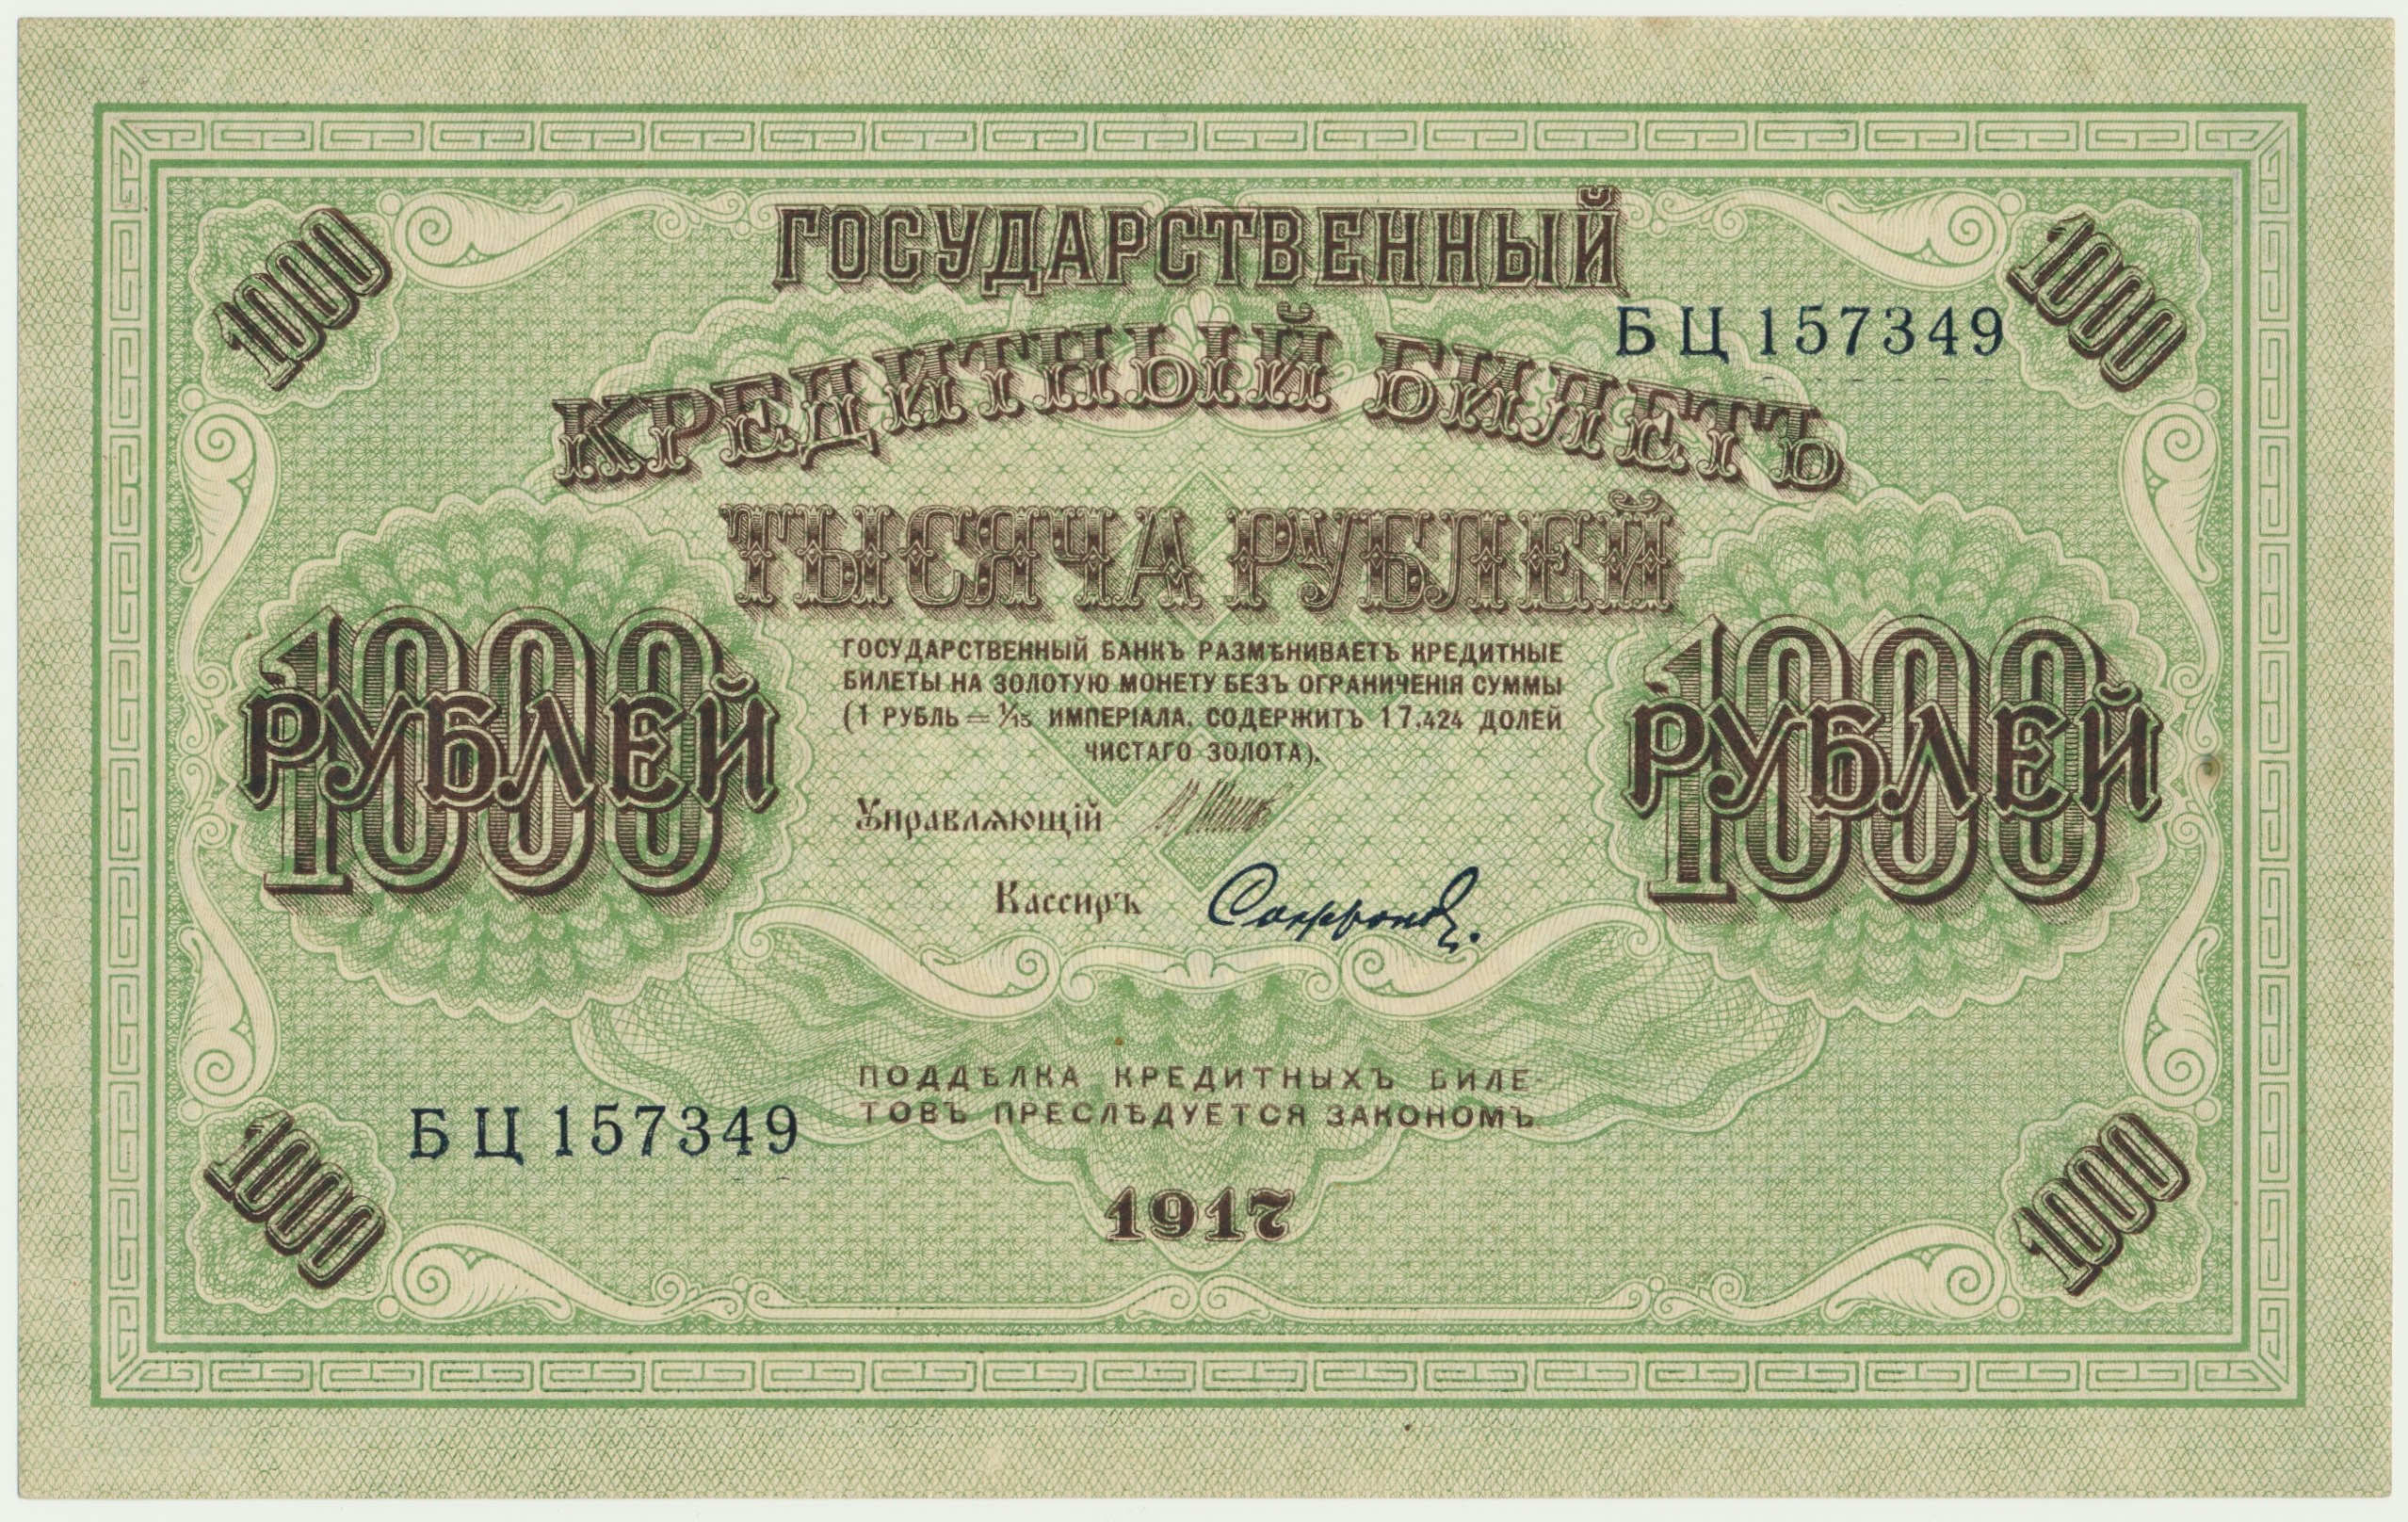 1000
ГОСУДАРСТВЕННЫЙ
1000
БЦ 157349
КРЕДИТНЫЙ БИЛЕТЪ
ТЫСЯЧА РУБЛЕЙ
1000
РУБЛЕЙ
ГОСУДАРСТВЕННЫЙ БАНКЪ РАЗМѢНИВАЕТЪ КРЕДИТНЫЕ
БИЛЕТЫ НА ЗОЛОТУЮ МОНЕТУ БЕЗЪ ОГРАНИЧЕНІЯ СУММЫ
(1 РУБЛЬ = 1/15 ИМПЕРІАЛА, СОДЕРЖИТЪ 17,424 ДОЛЕЙ
ЧИСТАГО ЗОЛОТА).
1000
РУБЛЕЙ
Управляющій
Кассиръ Сафронов.
ПОДДѢЛКА КРЕДИТНЫХЪ БИЛЕ-
ТОВЪ ПРЕСЛѢДУЕТСЯ ЗАКОНОМЪ
БЦ 157349
1000
1917
1000